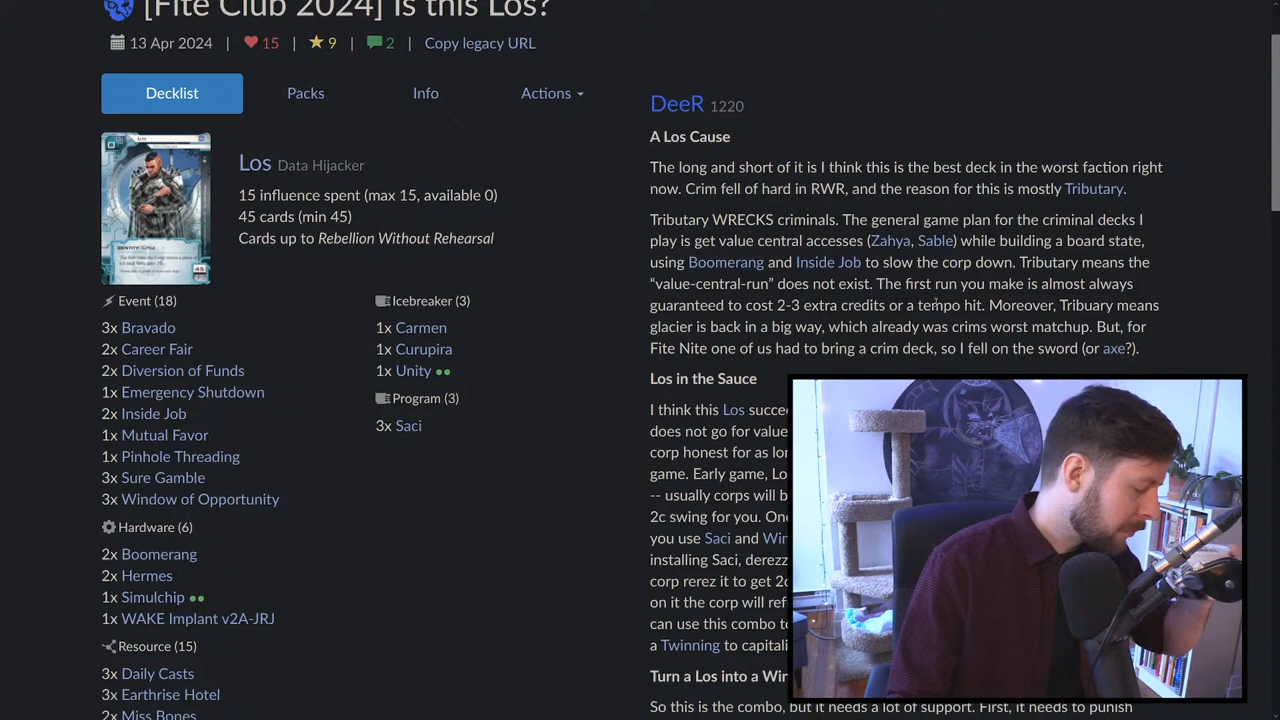 [Fite Club 2024] Is this Los?
13 Apr 2024 | 15 | 9 | 2 | Copy legacy URL
Decklist Packs Info Actions
Los Data Hijacker
15 influence spent (max 15, available 0)
45 cards (min 45)
Cards up to Rebellion Without Rehearsal
Event (18)
3x Bravado
2x Career Fair
2x Diversion of Funds
1x Emergency Shutdown
2x Inside Job
1x Mutual Favor
1x Pinhole Threading
3x Sure Gamble
3x Window of Opportunity
Hardware (6)
2x Boomerang
2x Hermes
1x Simulchip
1x WAKE Implant v2A-JRJ
Resource (15)
3x Daily Casts
3x Earthrise Hotel
2x Miss Bones
Icebreaker (3)
1x Carmen
1x Curupira
1x Unity
Program (3)
3x Saci
DeeR 1220
A Los Cause
The long and short of it is I think this is the best deck in the worst faction right
now. Crim fell of hard in RWR, and the reason for this is mostly Tributary.
Tributary WRECKS criminals. The general game plan for the criminal decks I
play is get value central accesses (Zahya, Sable) while building a board state,
using Boomerang and Inside Job to slow the corp down. Tributary means the
“value-central-run” does not exist. The first run you make is almost always
guaranteed to cost 2-3 extra credits or a tempo hit. Moreover, Tribuary means
glacier is back in a big way, which already was crims worst matchup. But, for
Fite Nite one of us had to bring a crim deck, so I fell on the sword (or axe?).
Los in the Sauce
I think this Los
does not go for value
corp honest for as
game. Early game,
-- usually corps will
2c swing for you.
you use Saci and
installing Saci,
corp rerez it to get 2c
on it the corp will
can use this combo
a Twinning to
Turn a Los into a
So this is the combo, but it needs a lot of support. First, it needs to punish